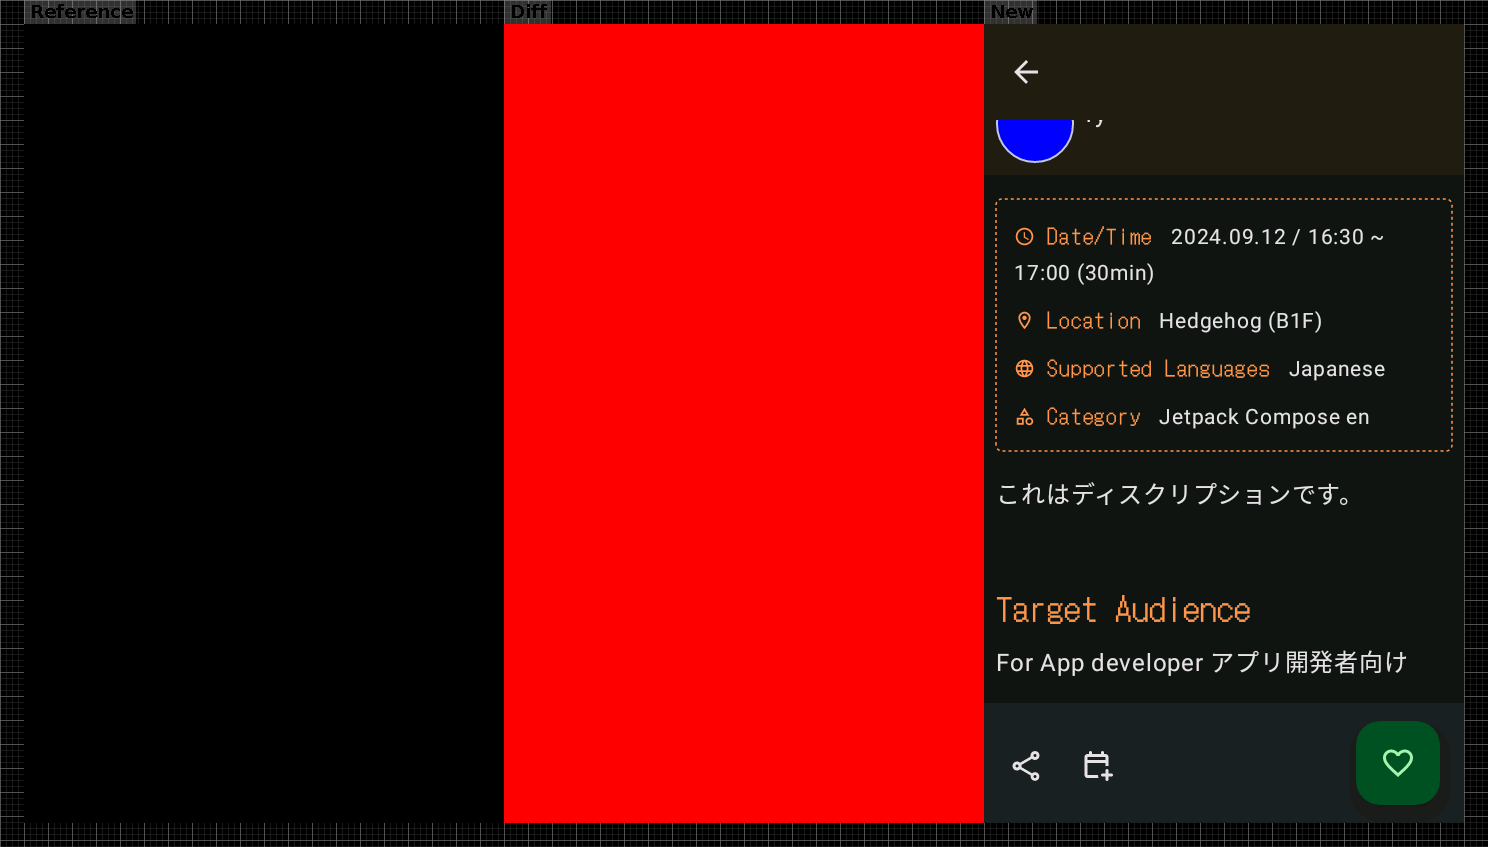 Reference
Diff
New
Date/Time 2024.09.12 / 16:30 ~
17:00 (30min)
Location Hedgehog (B1F)
Supported Languages Japanese
Category Jetpack Compose en
これはディスクリプションです。
Target Audience
For App developer アプリ開発者向け